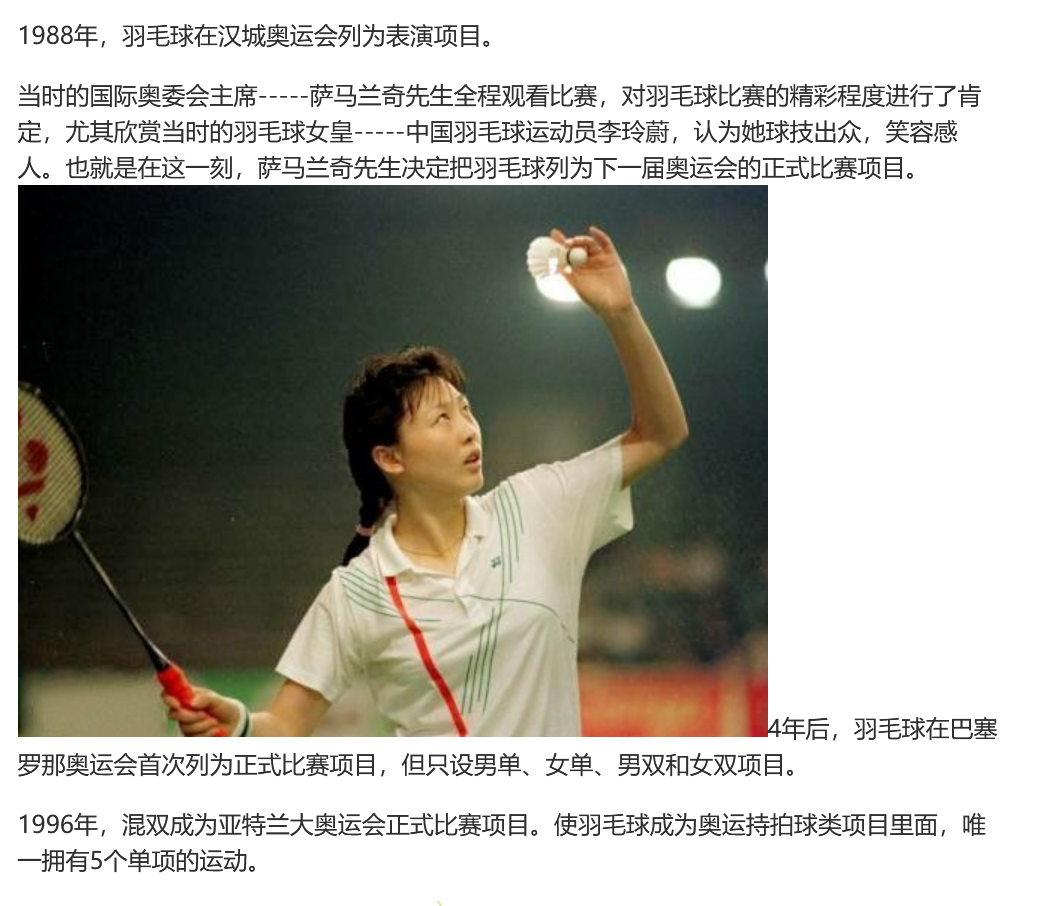 1988年，羽毛球在汉城奥运会列为表演项目。
当时的国际奥委会主席-----萨马兰奇先生全程观看比赛，对羽毛球比赛的精彩程度进行了肯
定，尤其欣赏当时的羽毛球女皇-----中国羽毛球运动员李玲蔚，认为她球技出众，笑容感
人。也就是在这一刻，萨马兰奇先生决定把羽毛球列为下一届奥运会的正式比赛项目。
4年后，羽毛球在巴塞
罗那奥运会首次列为正式比赛项目，但只设男单、女单、男双和女双项目。
1996年，混双成为亚特兰大奥运会正式比赛项目。使羽毛球成为奥运持拍球类项目里面，唯
一拥有5个单项的运动。